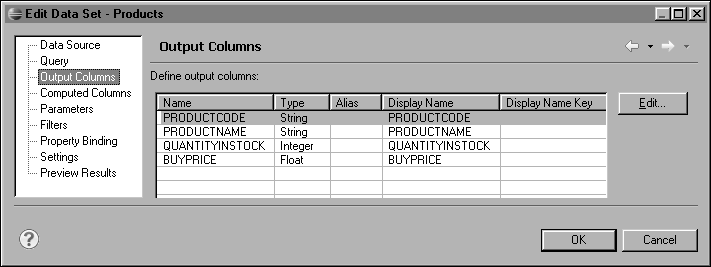 Edit Data Set - Products
Data Source
Query
Output Columns
Computed Columns
Parameters
Filters
Property Binding
Settings
Preview Results
Output Columns
Define output columns:
Name Type Alias Display Name Display Name Key
PRODUCTCODE String PRODUCTCODE
PRODUCTNAME String PRODUCTNAME
QUANTITYINSTOCK Integer QUANTITYINSTOCK
BUYPRICE Float BUYPRICE
Edit...
?
OK Cancel